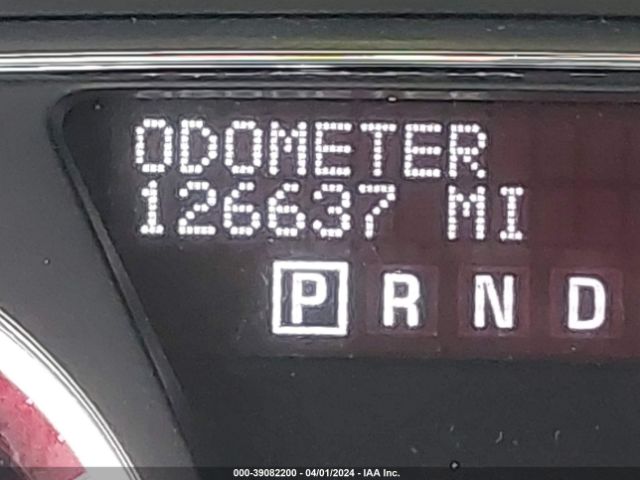 ODOMETER
126637 MI
P R N D
000-39082200 - 04/01/2024 - IAA Inc.